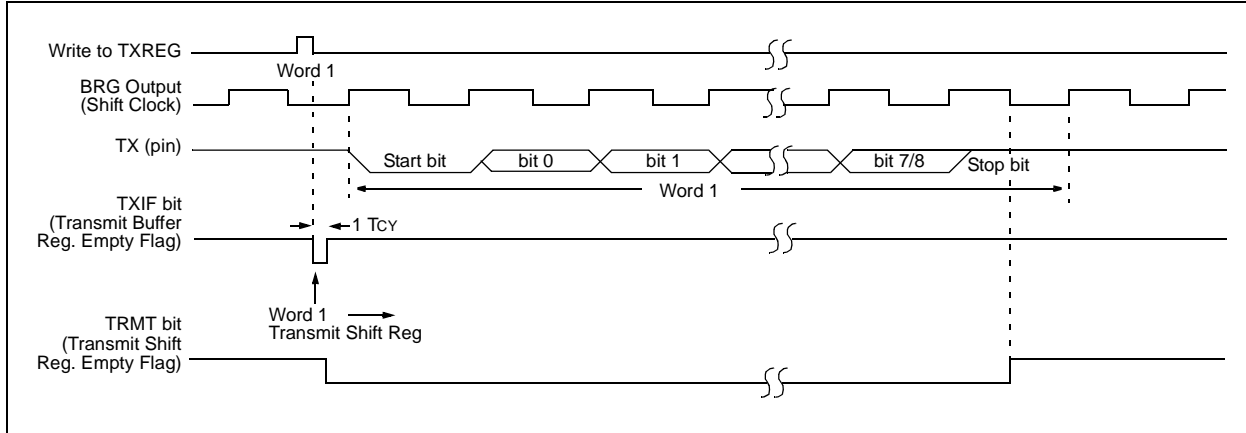 Write to TXREG
Word 1
BRG Output
(Shift Clock)
TX (pin)
Start bit
bit 0
bit 1
bit 7/8
Stop bit
Word 1
TXIF bit
(Transmit Buffer
Reg. Empty Flag)
1 TCY
Word 1
Transmit Shift Reg
TRMT bit
(Transmit Shift
Reg. Empty Flag)